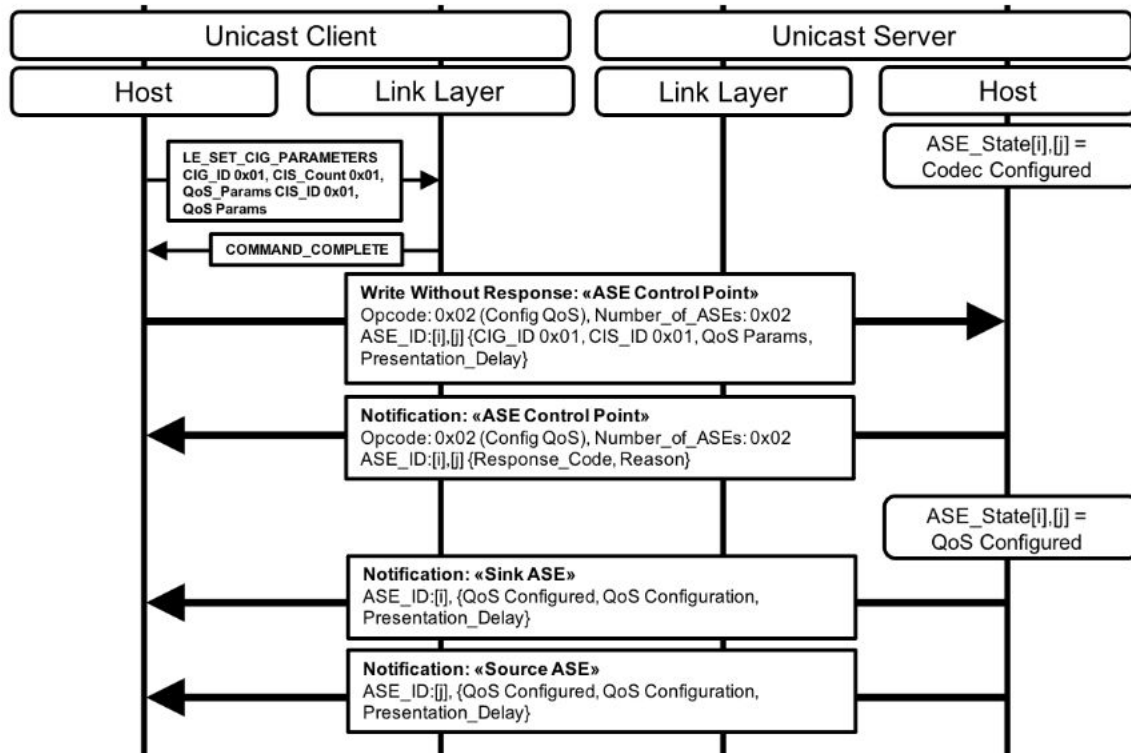 Unicast Client
Unicast Server
Host
Link Layer
Link Layer
Host
ASE_State[i],[j] =
Codec Configured
LE_SET_CIG_PARAMETERS
CIG_ID 0x01, CIS_Count 0x01,
QoS_Params CIS_ID 0x01,
QoS Params
COMMAND_COMPLETE
Write Without Response: «ASE Control Point»
Opcode: 0x02 (Config QoS), Number_of_ASEs: 0x02
ASE_ID:[i],[j] {CIG_ID 0x01, CIS_ID 0x01, QoS Params,
Presentation_Delay}
Notification: «ASE Control Point»
Opcode: 0x02 (Config QoS), Number_of_ASEs: 0x02
ASE_ID:[i],[j] {Response_Code, Reason}
ASE_State[i],[j] =
QoS Configured
Notification: «Sink ASE»
ASE_ID:[i], {QoS Configured, QoS Configuration,
Presentation_Delay}
Notification: «Source ASE»
ASE_ID:[j], {QoS Configured, QoS Configuration,
Presentation_Delay}